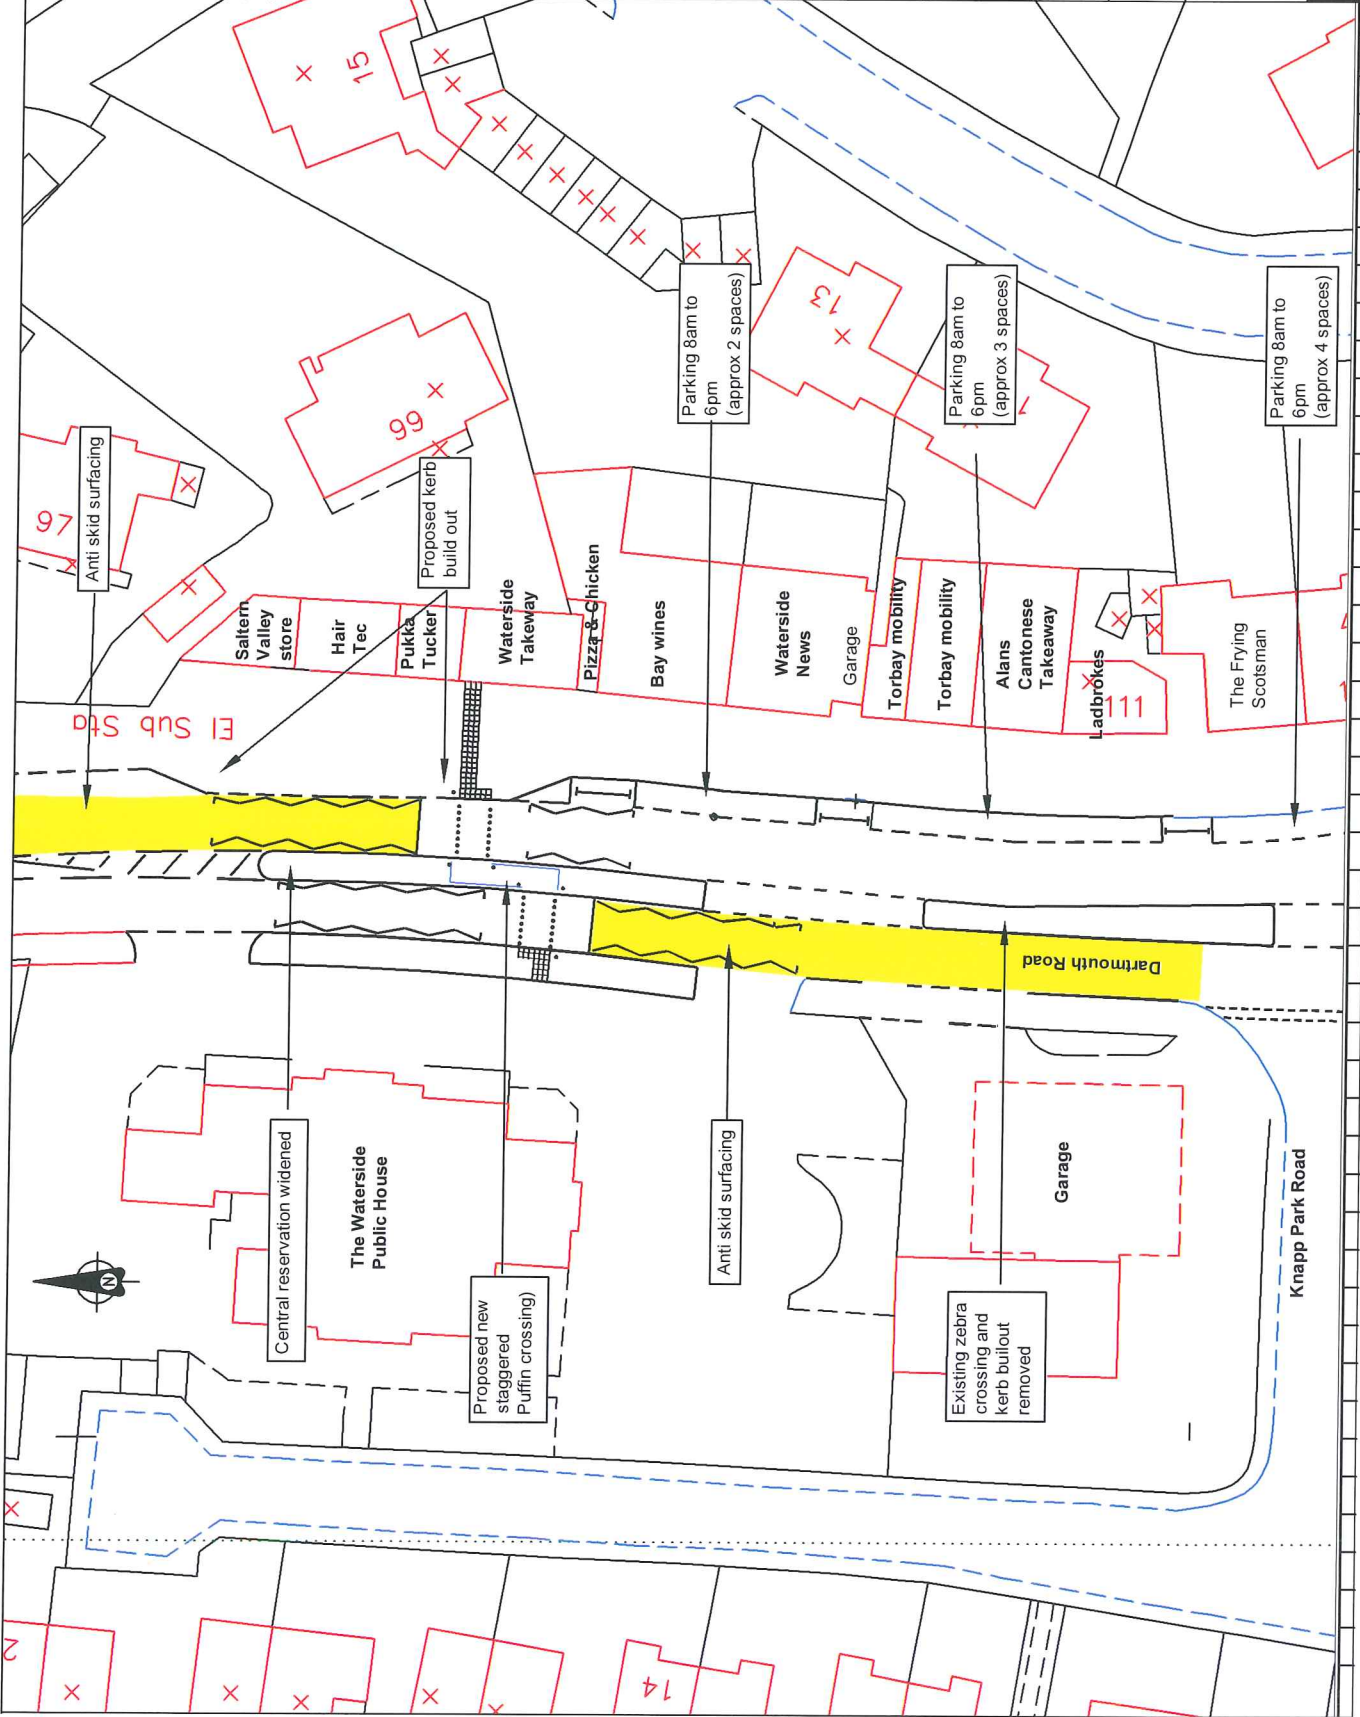 15
97
Anti skid surfacing
99
Proposed kerb
build out
Parking 8am to
6pm
(approx 2 spaces)
13
Parking 8am to
6pm
(approx 3 spaces)
Parking 8am to
6pm
(approx 4 spaces)
Saltern
Valley
store
Hair
Tec
Pukka
Tucker
Waterside
Takeway
Pizza & Chicken
Bay wines
Waterside
News
Garage
Torbay mobility
Torbay mobility
Alans
Cantonese
Takeaway
Ladbrokes
111
The Frying
Scotsman
El Sub Sta
Dartmouth Road
Central reservation widened
The Waterside
Public House
N
Proposed new
staggered
Puffin crossing)
Anti skid surfacing
Existing zebra
crossing and
kerb builout
removed
Garage
Knapp Park Road
2
14